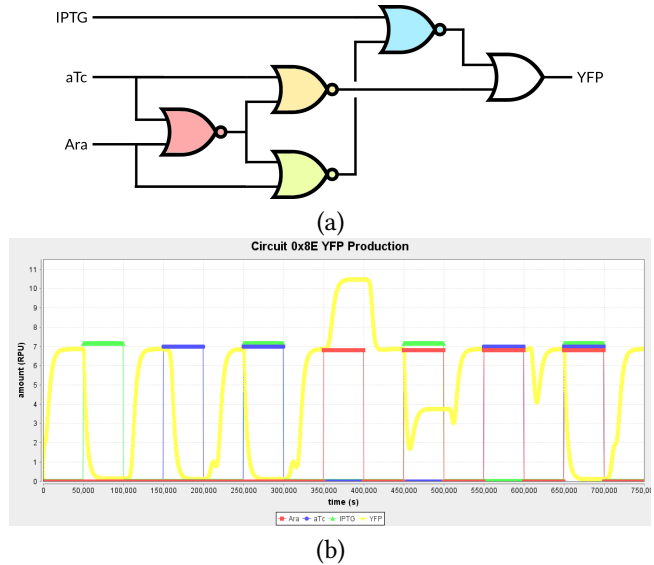 IPTG
aTc
YFP
Ara
(a)
Circuit 0x8E YFP Production
amount (RPU)
11
10
9
8
7
6
5
4
3
2
1
0
0 50,000 100,000 150,000 200,000 250,000 300,000 350,000 400,000 450,000 500,000 550,000 600,000 650,000 700,000 750,000
time (s)
Ara aTc IPTG YFP
(b)